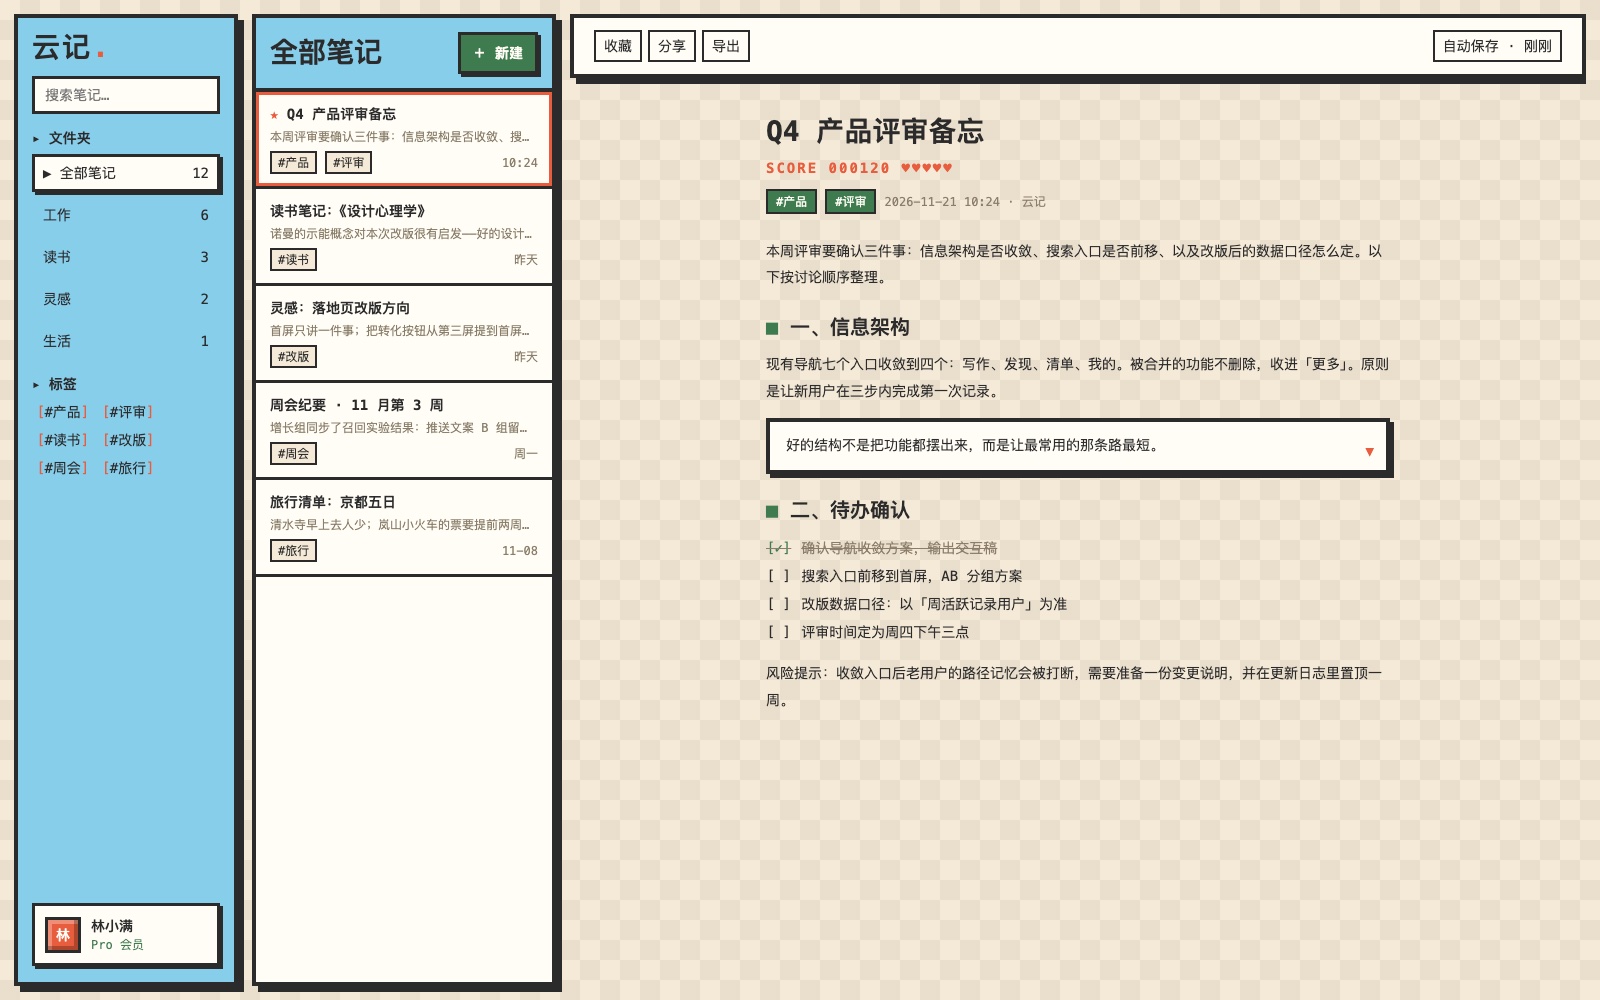 云记.
搜索笔记…
▸ 文件夹
▶ 全部笔记 12
工作 6
读书 3
灵感 2
生活 1
▸ 标签
[#产品] [#评审]
[#读书] [#改版]
[#周会] [#旅行]
林
林小满
Pro 会员
全部笔记
+ 新建
★ Q4 产品评审备忘
本周评审要确认三件事：信息架构是否收敛、搜…
#产品 #评审 10:24
读书笔记：《设计心理学》
诺曼的示能概念对本次改版很有启发——好的设计…
#读书 昨天
灵感：落地页改版方向
首屏只讲一件事；把转化按钮从第三屏提到首屏…
#改版 昨天
周会纪要 · 11 月第 3 周
增长组同步了召回实验结果：推送文案 B 组留…
#周会 周一
旅行清单：京都五日
清水寺早上去人少；岚山小火车的票要提前两周…
#旅行 11-08
收藏 分享 导出
自动保存 · 刚刚
Q4 产品评审备忘
SCORE 000120 ♥♥♥♥♥
#产品 #评审 2026-11-21 10:24 · 云记
本周评审要确认三件事：信息架构是否收敛、搜索入口是否前移、以及改版后的数据口径怎么定。以
下按讨论顺序整理。
■ 一、信息架构
现有导航七个入口收敛到四个：写作、发现、清单、我的。被合并的功能不删除，收进「更多」。原则
是让新用户在三步内完成第一次记录。
好的结构不是把功能都摆出来，而是让最常用的那条路最短。
▼
■ 二、待办确认
[✓] 确认导航收敛方案，输出交互稿
[ ] 搜索入口前移到首屏，AB 分组方案
[ ] 改版数据口径：以「周活跃记录用户」为准
[ ] 评审时间定为周四下午三点
风险提示：收敛入口后老用户的路径记忆会被打断，需要准备一份变更说明，并在更新日志里置顶一
周。